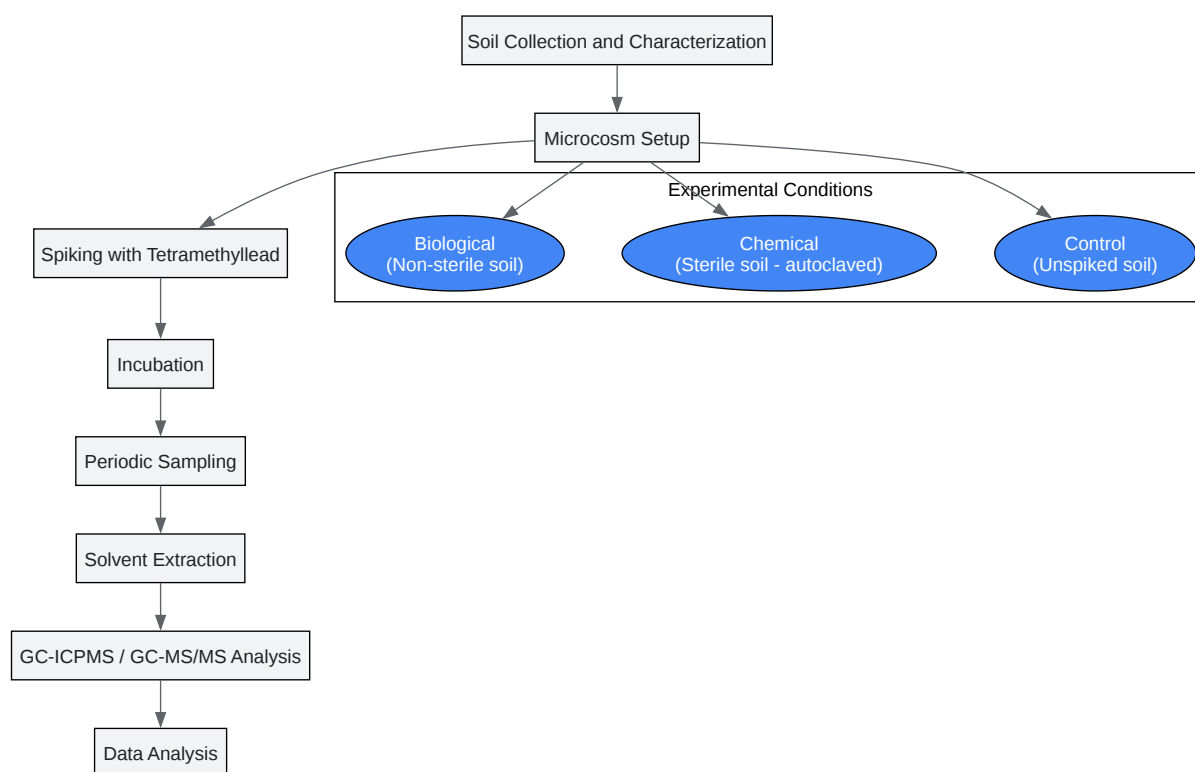 Soil Collection and Characterization
Microcosm Setup
Experimental Conditions
Spiking with Tetramethyllead
Biological
(Non-sterile soil)
Chemical
(Sterile soil - autoclaved)
Control
(Unspiked soil)
Incubation
Periodic Sampling
Solvent Extraction
GC-ICPMS / GC-MS/MS Analysis
Data Analysis